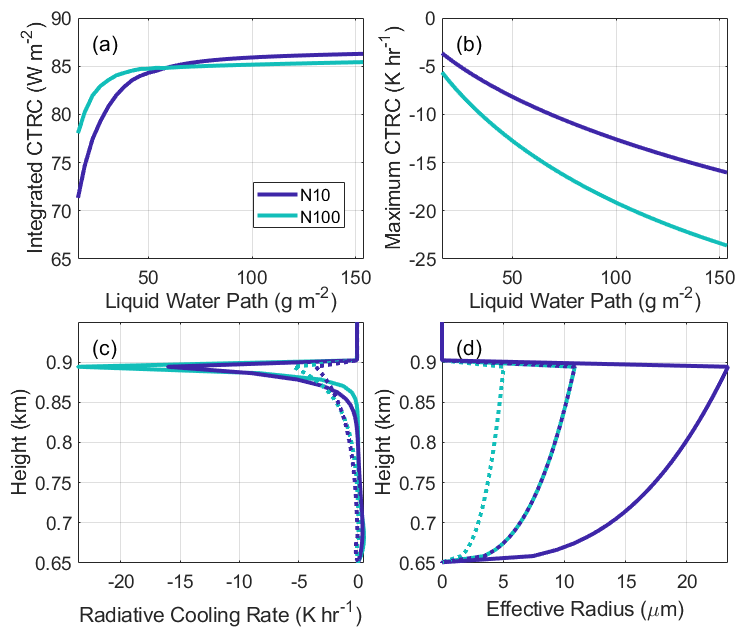 (a)
Integrated CTRC (W m-2)
90
85
80
75
70
65
N10
N100
50
100
150
Liquid Water Path (g m-2)
(b)
Maximum CTRC (K hr-1)
0
-5
-10
-15
-20
-25
50
100
150
Liquid Water Path (g m-2)
(c)
Height (km)
0.9
0.85
0.8
0.75
0.7
0.65
-20
-15
-10
-5
0
Radiative Cooling Rate (K hr-1)
(d)
Height (km)
0.9
0.85
0.8
0.75
0.7
0.65
0
5
10
15
20
Effective Radius (μm)